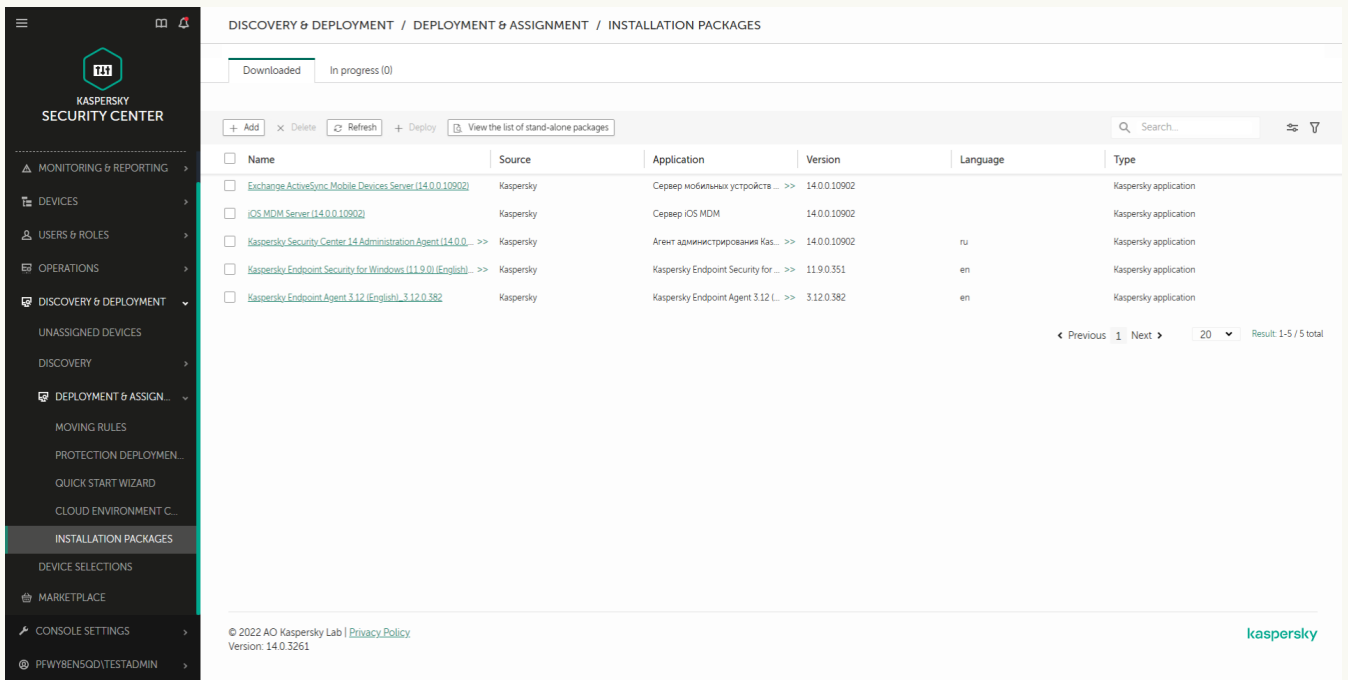 DISCOVERY & DEPLOYMENT / DEPLOYMENT & ASSIGNMENT / INSTALLATION PACKAGES
KASPERSKY
SECURITY CENTER
MONITORING & REPORTING
DEVICES
USERS & ROLES
OPERATIONS
DISCOVERY & DEPLOYMENT
UNASSIGNED DEVICES
DISCOVERY
DEPLOYMENT & ASSIGN...
MOVING RULES
PROTECTION DEPLOYMEN...
QUICK START WIZARD
CLOUD ENVIRONMENT C...
INSTALLATION PACKAGES
DEVICE SELECTIONS
MARKETPLACE
CONSOLE SETTINGS
PFWY8EN5QD\TESTADMIN
Downloaded In progress (0)
+ Add × Delete Refresh + Deploy View the list of stand-alone packages Search...
Name Source Application Version Language Type
Exchange ActiveSync Mobile Devices Server (14.0.0.10902) Kaspersky Сервер мобильных устройств ... >> 14.0.0.10902 Kaspersky application
iOS MDM Server (14.0.0.10902) Kaspersky Сервер iOS MDM 14.0.0.10902 Kaspersky application
Kaspersky Security Center 14 Administration Agent (14.0.0.... >> Kaspersky Агент администрирования Kas... >> 14.0.0.10902 ru Kaspersky application
Kaspersky Endpoint Security for Windows (11.9.0) (English)... >> Kaspersky Kaspersky Endpoint Security for ... >> 11.9.0.351 en Kaspersky application
Kaspersky Endpoint Agent 3.12 (English)_3.12.0.382 Kaspersky Kaspersky Endpoint Agent 3.12 (... >> 3.12.0.382 en Kaspersky application
Previous 1 Next 20 Result: 1-5 / 5 total
© 2022 AO Kaspersky Lab | Privacy Policy
Version: 14.0.3261
kaspersky